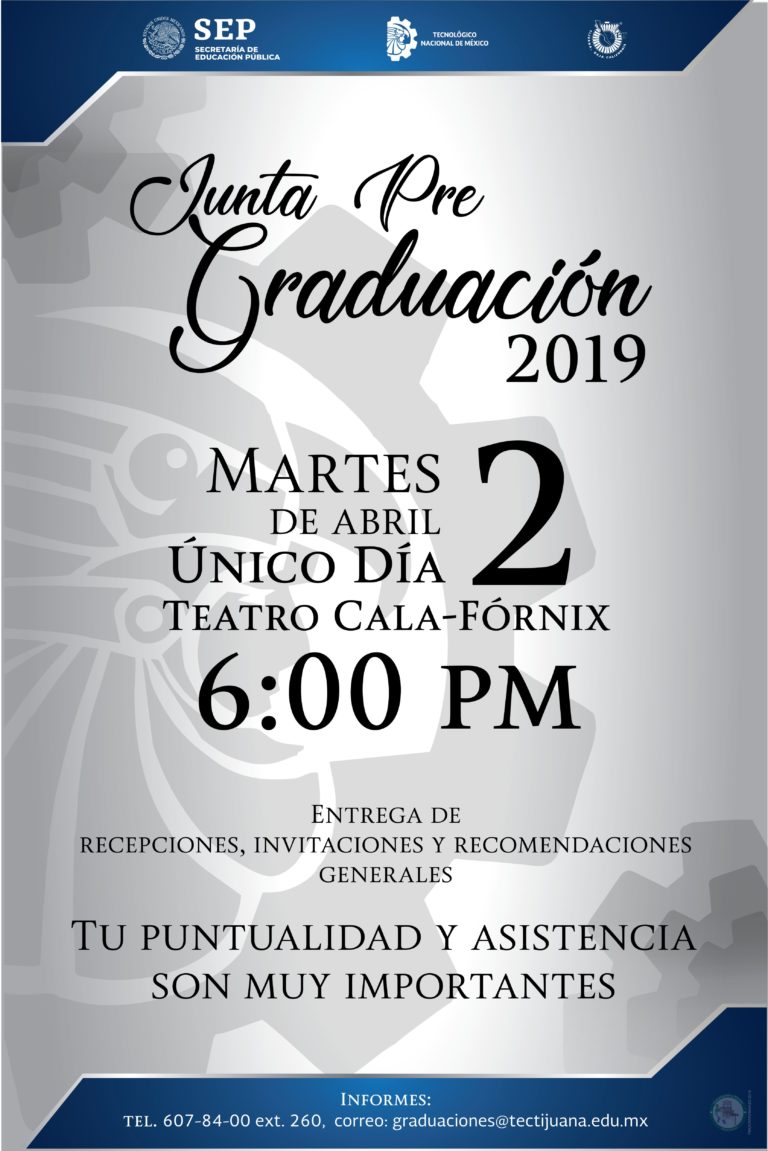 SEP
SECRETARÍA DE
EDUCACIÓN PÚBLICA
TECNOLÓGICO
NACIONAL DE MÉXICO
Junta Pre
Graduación
2019
MARTES 2
DE ABRIL
ÚNICO DÍA
TEATRO CALA-FÓRNIX
6:00 PM
ENTREGA DE
RECEPCIONES, INVITACIONES Y RECOMENDACIONES
GENERALES
TU PUNTUALIDAD Y ASISTENCIA
SON MUY IMPORTANTES
INFORMES:
TEL. 607-84-00 ext. 260, correo: graduaciones@tectijuana.edu.mx